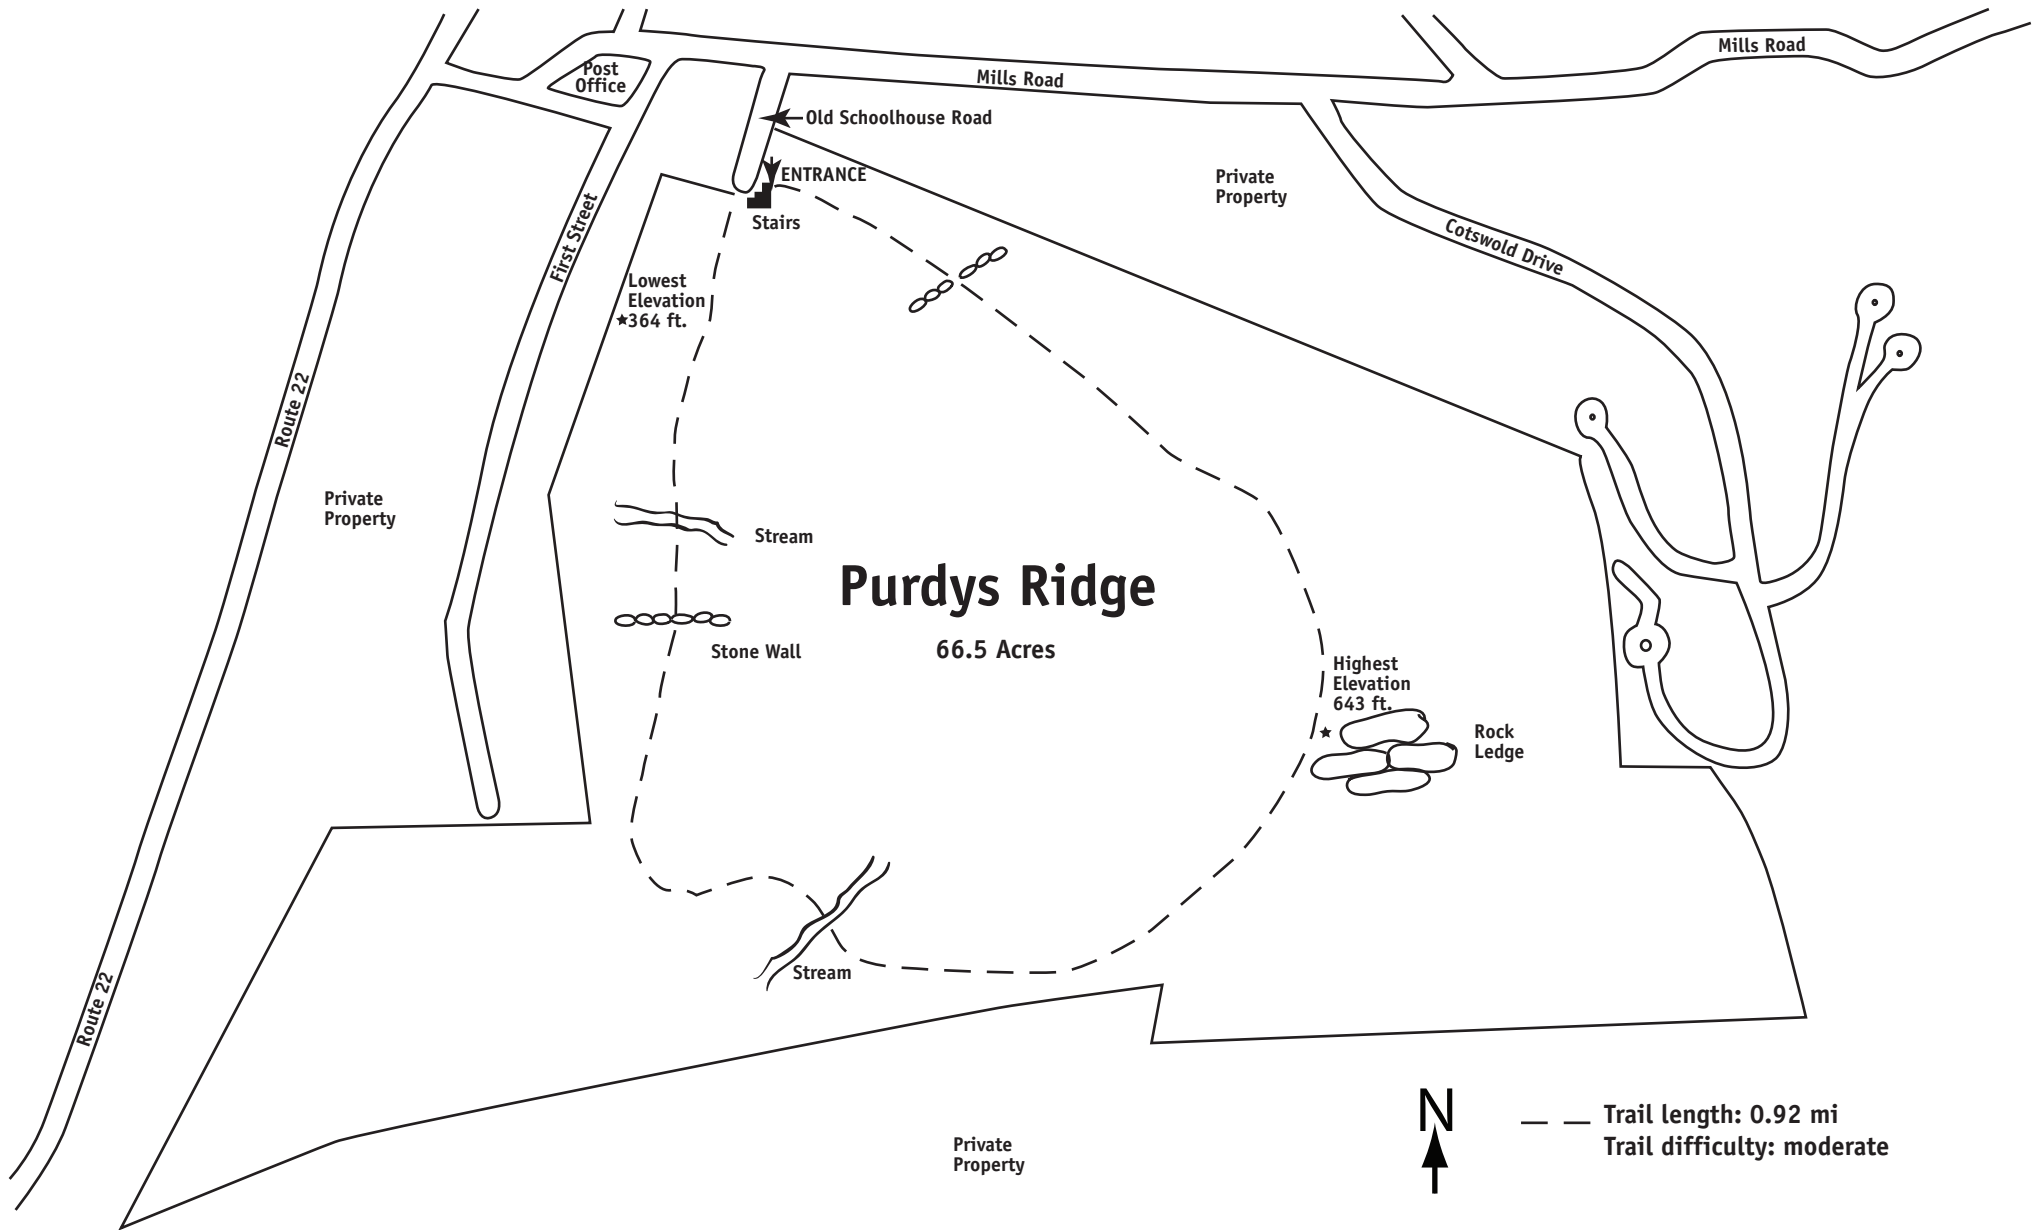 Mills Road
Post
Office
Mills Road
Old Schoolhouse Road
ENTRANCE
Stairs
Private
Property
First Street
Cotswold Drive
Lowest
Elevation
364 ft.
Route 22
Private
Property
Stream
Purdys Ridge
66.5 Acres
Stone Wall
Highest
Elevation
643 ft.
Rock
Ledge
Stream
Route 22
N
Trail length: 0.92 mi
Trail difficulty: moderate
Private
Property